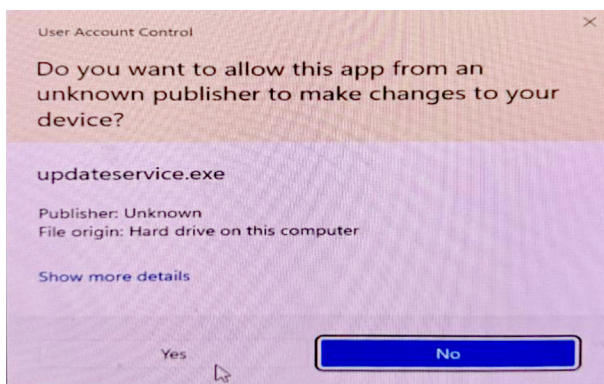 User Account Control
Do you want to allow this app from an
unknown publisher to make changes to your
device?
updateservice.exe
Publisher: Unknown
File origin: Hard drive on this computer
Show more details
Yes
No